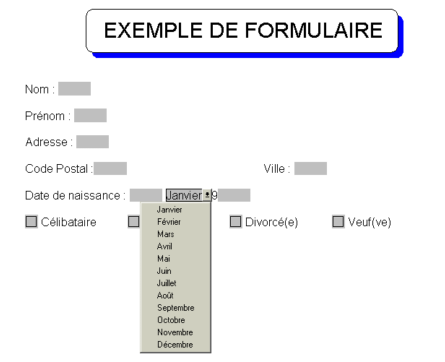 EXEMPLE DE FORMULAIRE
Nom :
Prénom :
Adresse :
Code Postal : Ville :
Date de naissance : Janvier 9
Célibataire Divorcé(e) Veuf(ve)
Janvier
Février
Mars
Avril
Mai
Juin
Juillet
Août
Septembre
Octobre
Novembre
Décembre